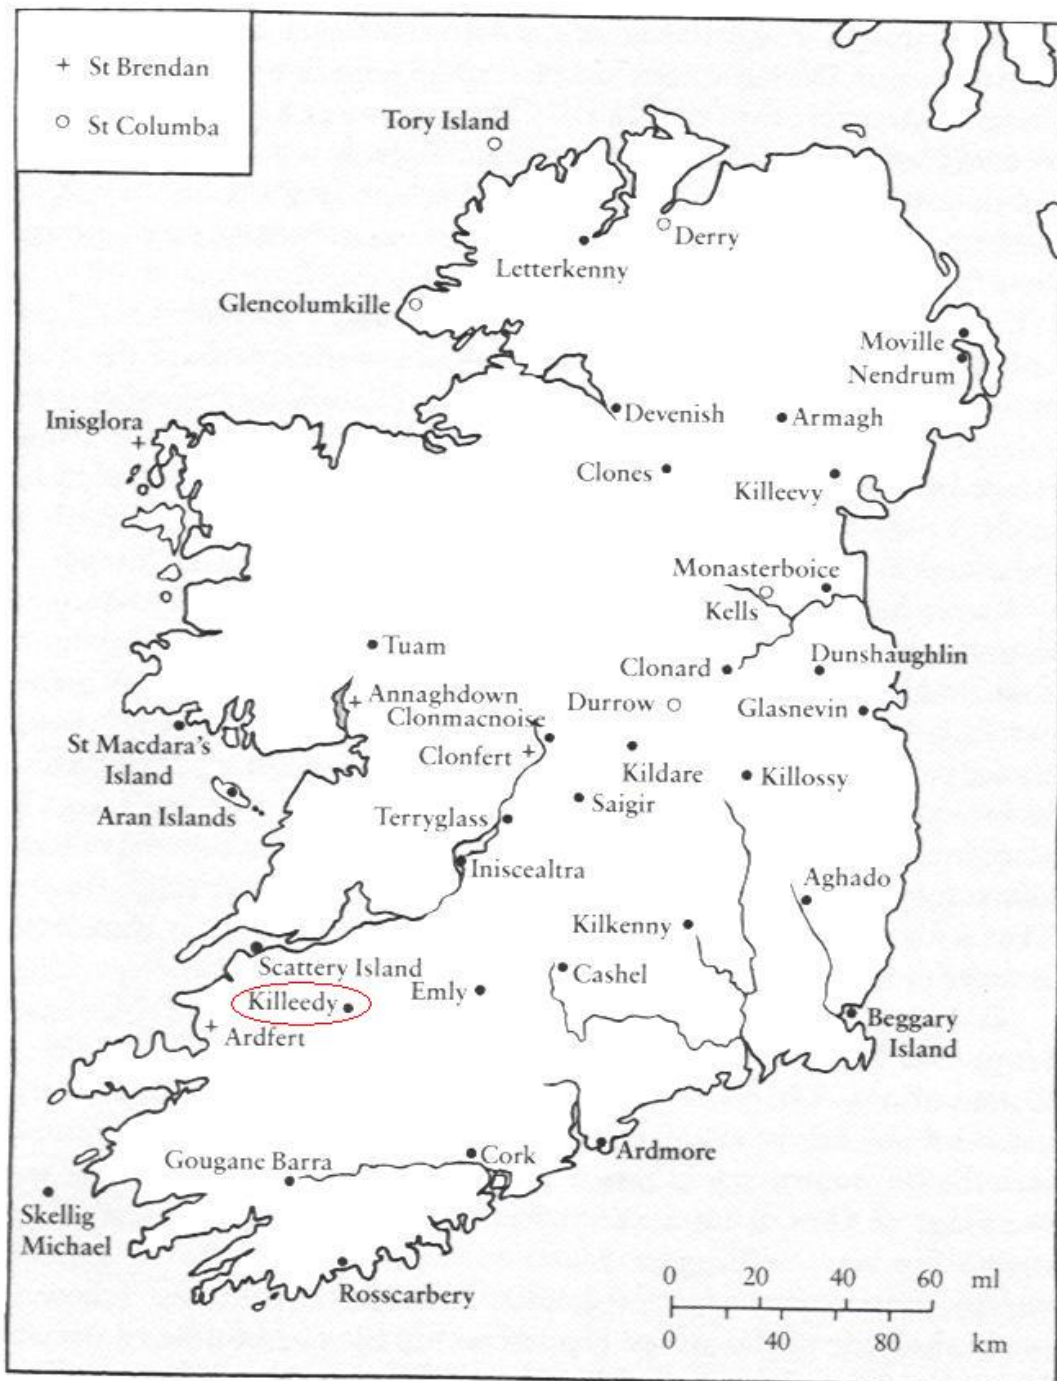 St Brendan
St Columba
Tory Island
Derry
Letterkenny
Glencolumkille
Moville
Nendrum
Devenish
Armagh
Inisglora
Clones
Killeevy
Monasterboice
Kells
Tuam
Clonard
Dunshaughlin
Annaghdown
Durrow
Glasnevin
Clonmacnoise
St Macdara's
Island
Clonfert
Kildare
Killossy
Aran Islands
Saigir
Terryglass
Iniscealtra
Aghado
Kilkenny
Scattery Island
Cashel
Emly
Killeedy
Ardfert
Beggary
Island
Ardmore
Cork
Gougane Barra
Skellig
Michael
Rosscarbery
0 20 40 60 ml
0 40 80 km